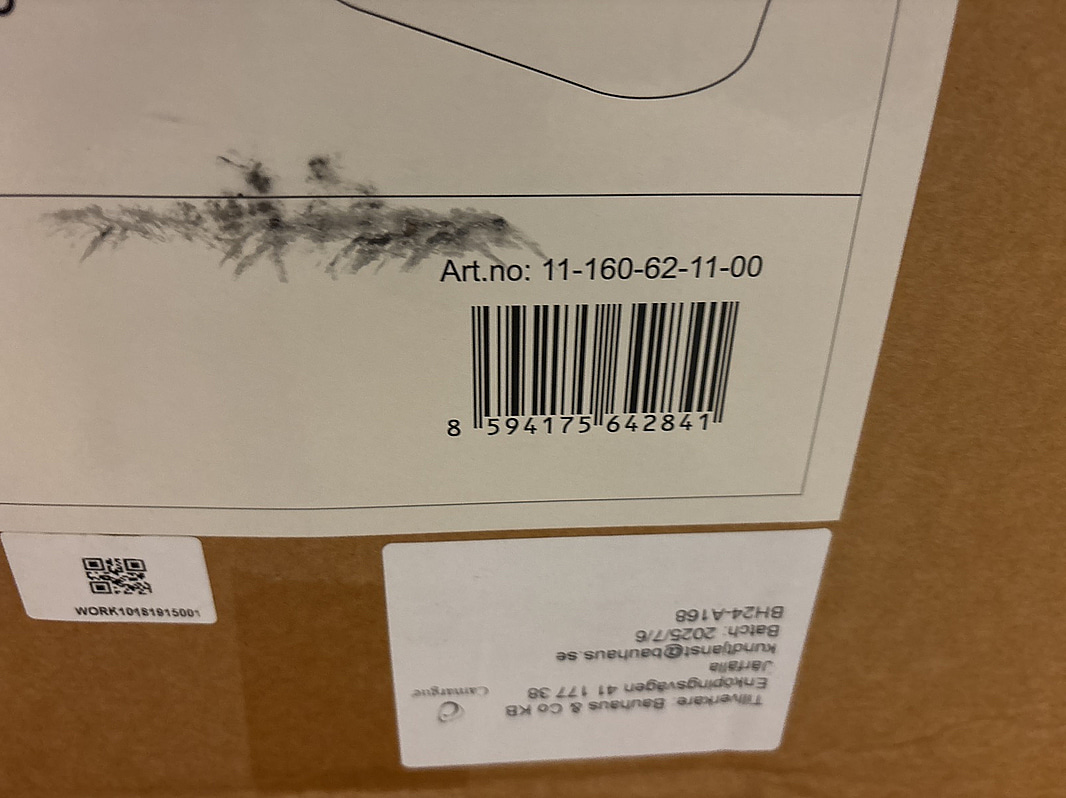 Art.no: 11-160-62-11-00
8 594175 642841
WORK10181915001
Tillverkare: Bauhaus & Co KB
Enköpingsvägen 41 177 38
Järfälla
kundtjanst@bauhaus.se
Batch: 2025/7/6
BH24-A168
Camargue